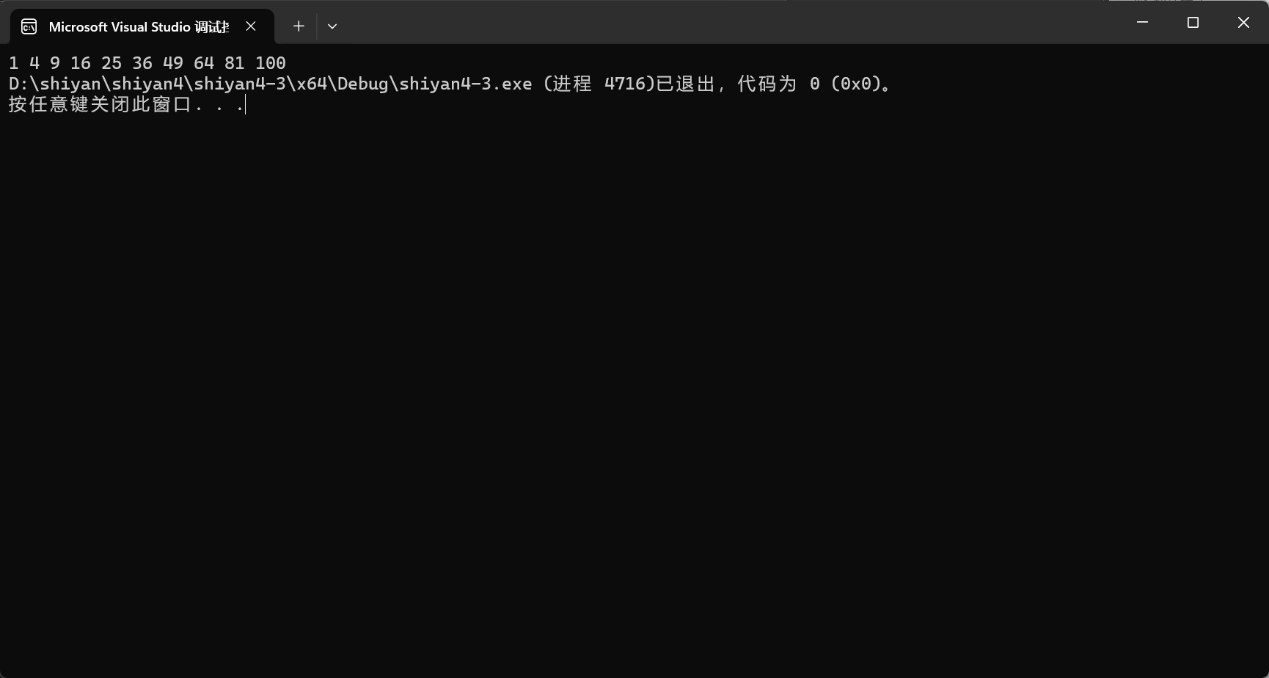 Microsoft Visual Studio 调试
1 4 9 16 25 36 49 64 81 100
D:\shiyan\shiyan4\shiyan4-3\x64\Debug\shiyan4-3.exe (进程 4716)已退出，代码为 0 (0x0)。
按任意键关闭此窗口. . .